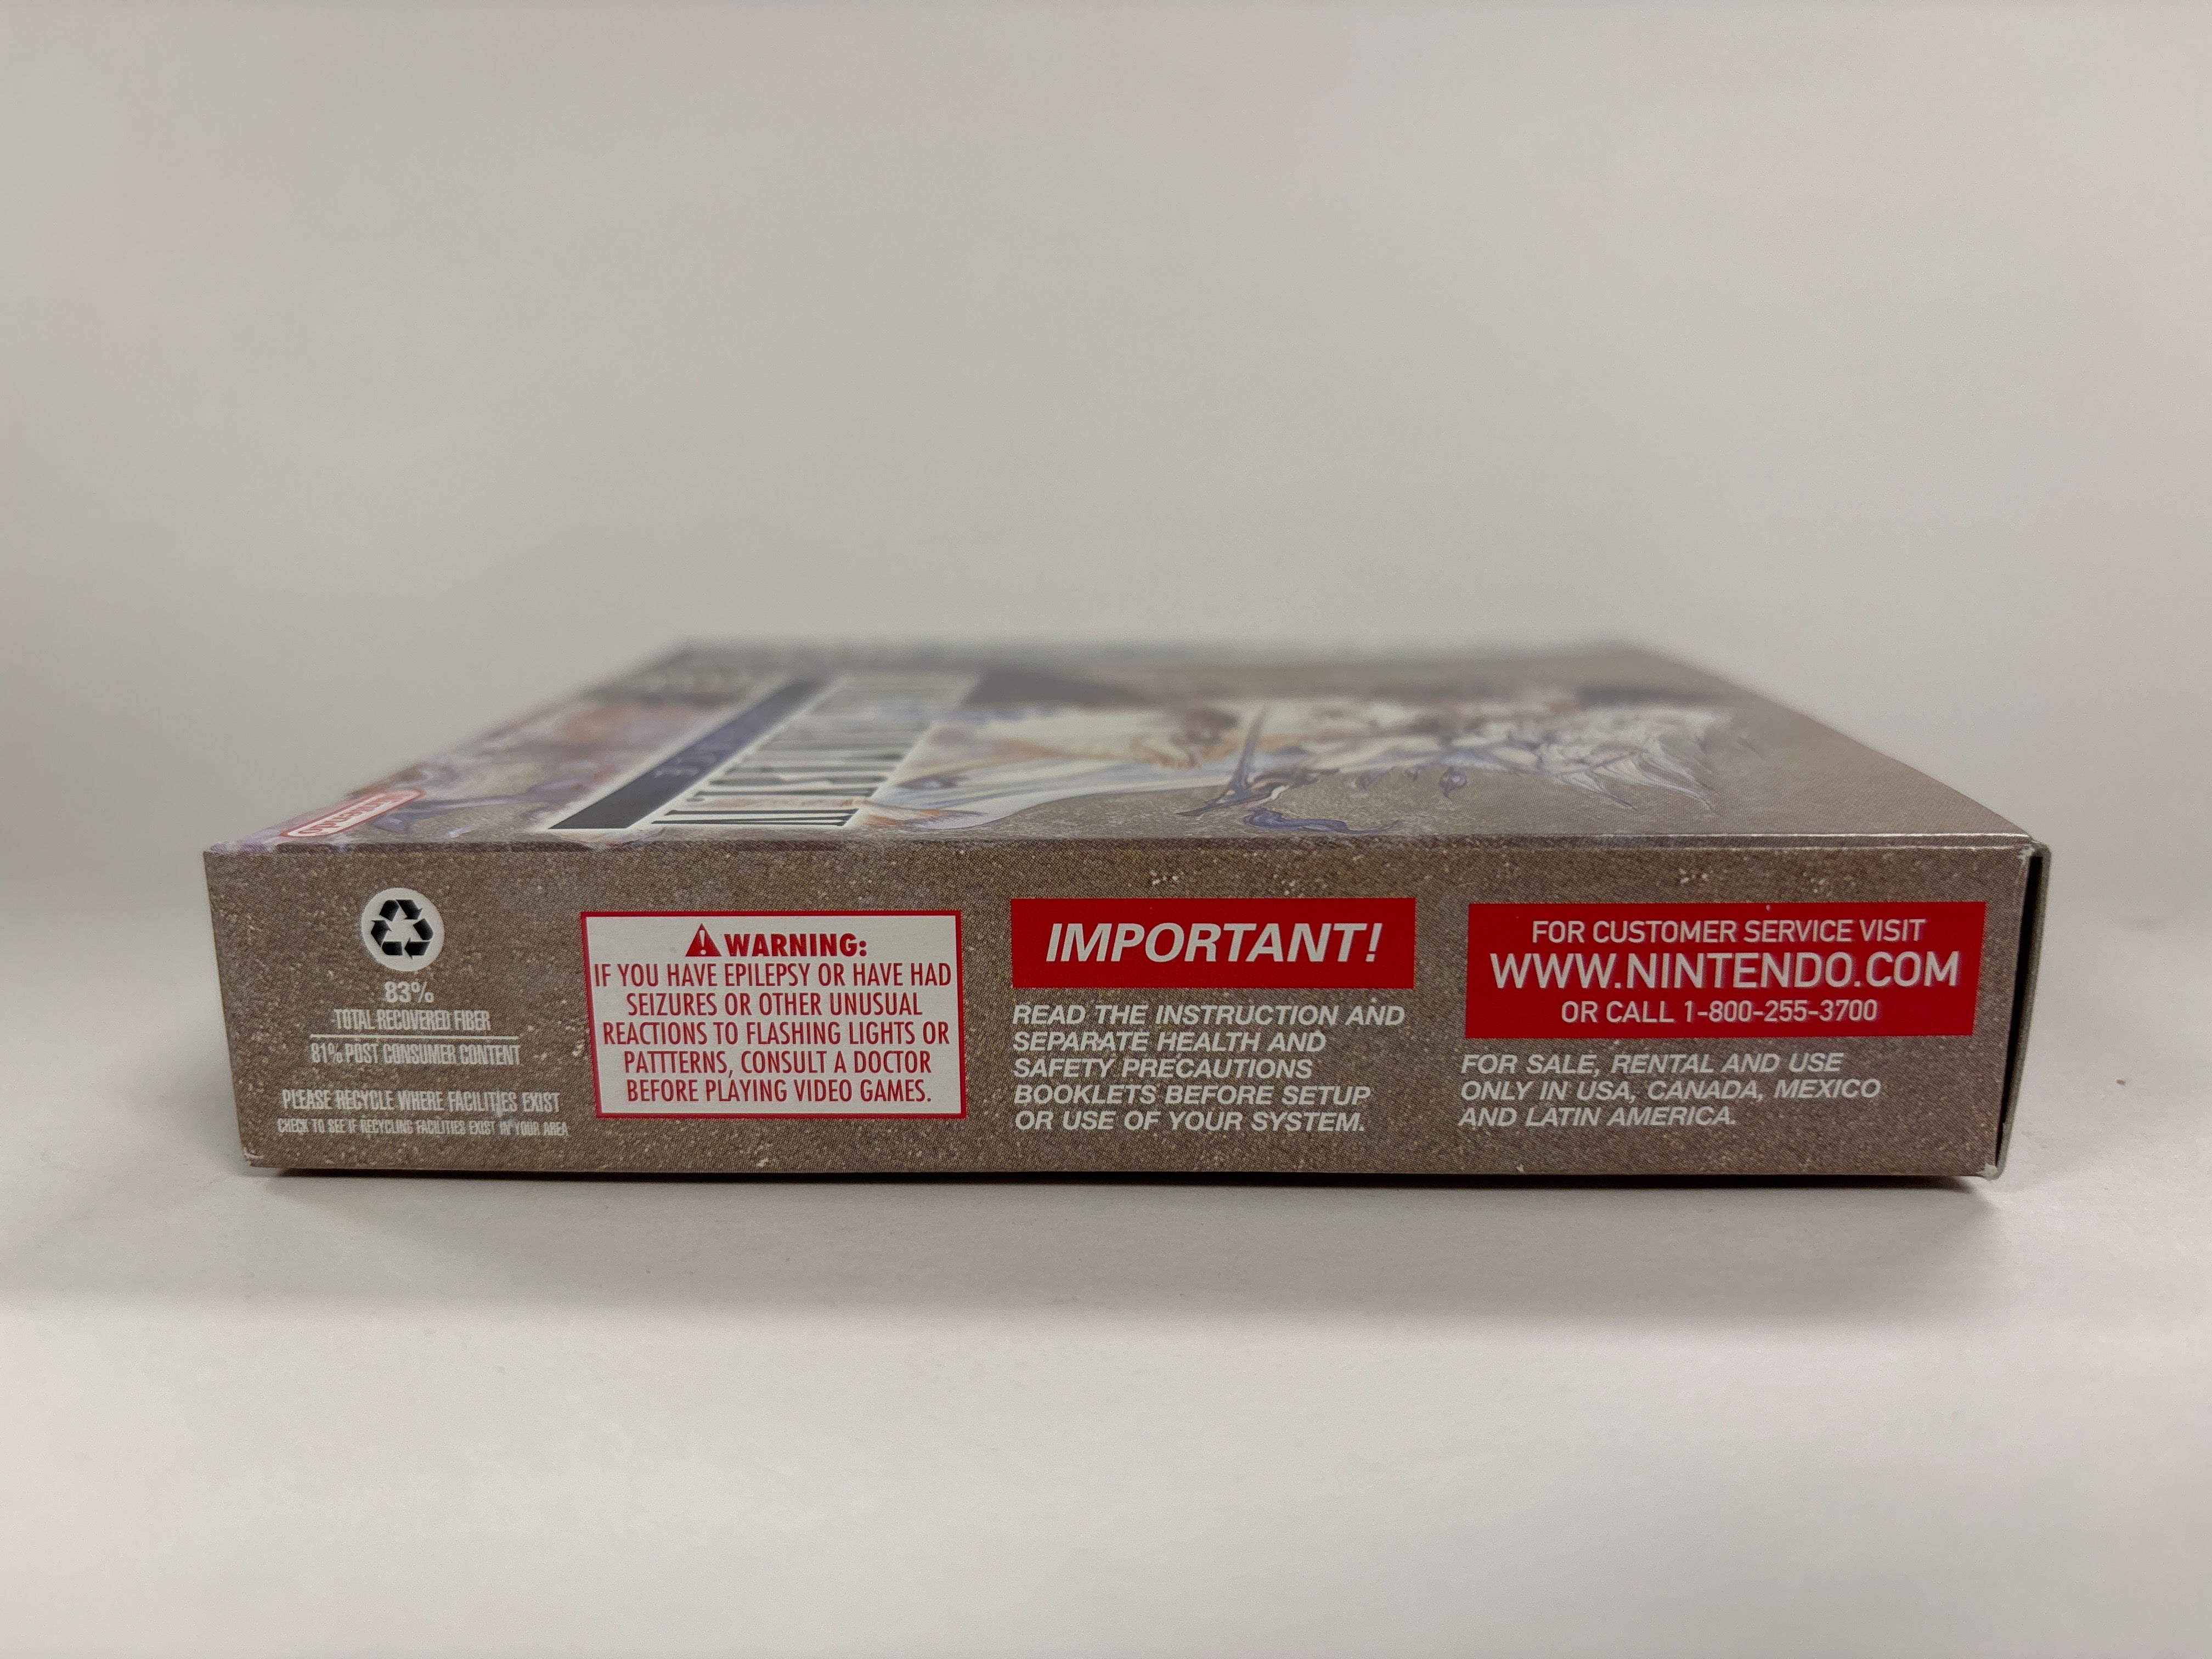 Nintendo
83%
TOTAL RECOVERED FIBER
81% POST CONSUMER CONTENT
PLEASE RECYCLE WHERE FACILITIES EXIST
CHECK TO SEE IF RECYCLING FACILITIES EXIST IN YOUR AREA
WARNING:
IF YOU HAVE EPILEPSY OR HAVE HAD
SEIZURES OR OTHER UNUSUAL
REACTIONS TO FLASHING LIGHTS OR
PATTTERNS, CONSULT A DOCTOR
BEFORE PLAYING VIDEO GAMES.
IMPORTANT!
READ THE INSTRUCTION AND
SEPARATE HEALTH AND
SAFETY PRECAUTIONS
BOOKLETS BEFORE SETUP
OR USE OF YOUR SYSTEM.
FOR CUSTOMER SERVICE VISIT
WWW.NINTENDO.COM
OR CALL 1-800-255-3700
FOR SALE, RENTAL AND USE
ONLY IN USA, CANADA, MEXICO
AND LATIN AMERICA.